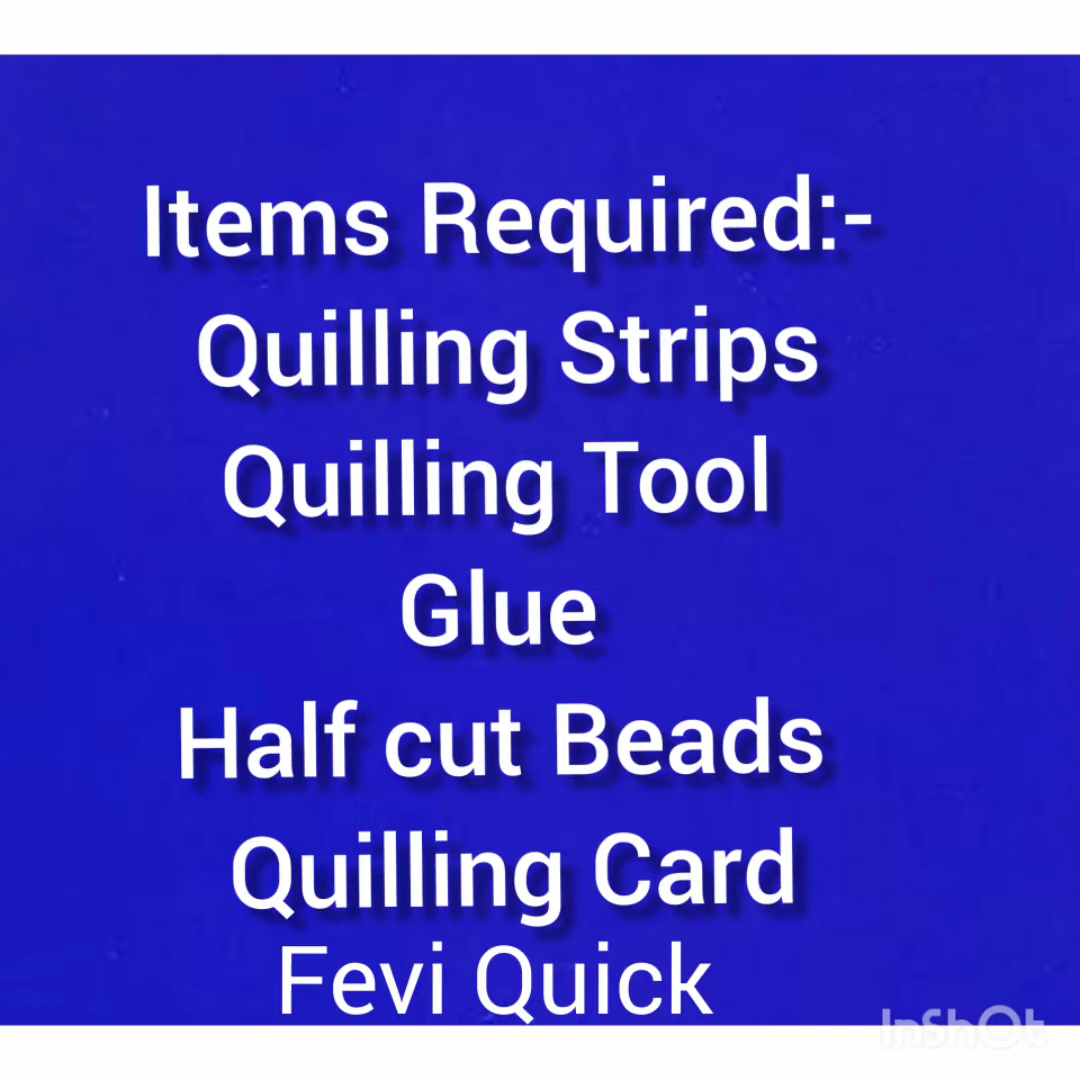 Items Required:-
Quilling Strips
Quilling Tool
Glue
Half cut Beads
Quilling Card
Fevi Quick
InShOt